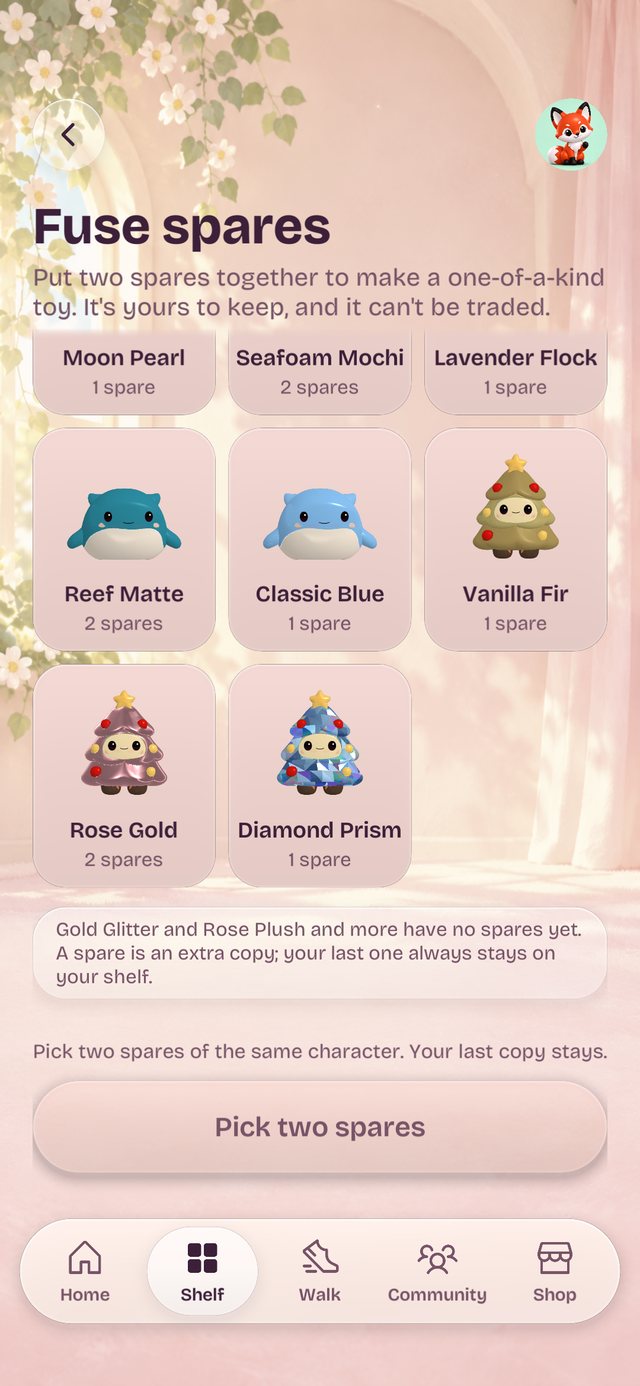 Fuse spares
Put two spares together to make a one-of-a-kind
toy. It's yours to keep, and it can't be traded.
Moon Pearl
1 spare
Seafoam Mochi
2 spares
Lavender Flock
1 spare
Reef Matte
2 spares
Classic Blue
1 spare
Vanilla Fir
1 spare
Rose Gold
2 spares
Diamond Prism
1 spare
Gold Glitter and Rose Plush and more have no spares yet.
A spare is an extra copy; your last one always stays on
your shelf.
Pick two spares of the same character. Your last copy stays.
Pick two spares
Home
Shelf
Walk
Community
Shop